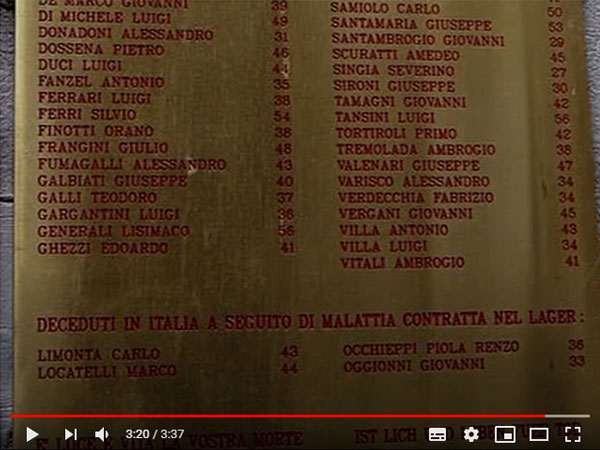 DE MARCO GIOVANNI 39
DI MICHELE LUIGI 49
DONADONI ALESSANDRO 31
DOSSENA PIETRO 46
DUCI LUIGI 44
FANZEL ANTONIO 35
FERRARI LUIGI 38
FERRI SILVIO 54
FINOTTI ORANO 38
FRANGINI GIULIO 48
FUMAGALLI ALESSANDRO 43
GALBIATI GIUSEPPE 40
GALLI TEODORO 37
GARGANTINI LUIGI 36
GENERALI LISIMACO 56
GHEZZI EDOARDO 41
SAMIOLO CARLO 50
SANTAMARIA GIUSEPPE 53
SANTAMBROGIO GIOVANNI 29
SCURATTI AMEDEO 45
SINGIA SEVERINO 27
SIRONI GIUSEPPE 30
TAMAGNI GIOVANNI 42
TANSINI LUIGI 56
TORTIROLI PRIMO 42
TREMOLADA AMBROGIO 38
VALENARI GIUSEPPE 47
VARISCO ALESSANDRO 34
VERDECCHIA FABRIZIO 34
VERGANI GIOVANNI 45
VILLA ANTONIO 43
VILLA LUIGI 34
VITALI AMBROGIO 41
DECEDUTI IN ITALIA A SEGUITO DI MALATTIA CONTRATTA NEL LAGER:
LIMONTA CARLO 43
LOCATELLI MARCO 44
OCCHIEPPI PIOLA RENZO 36
OGGIONNI GIOVANNI 33
3:20 / 3:37
E' LUCE E VITA LA VOSTRA MORTE
IST LICH